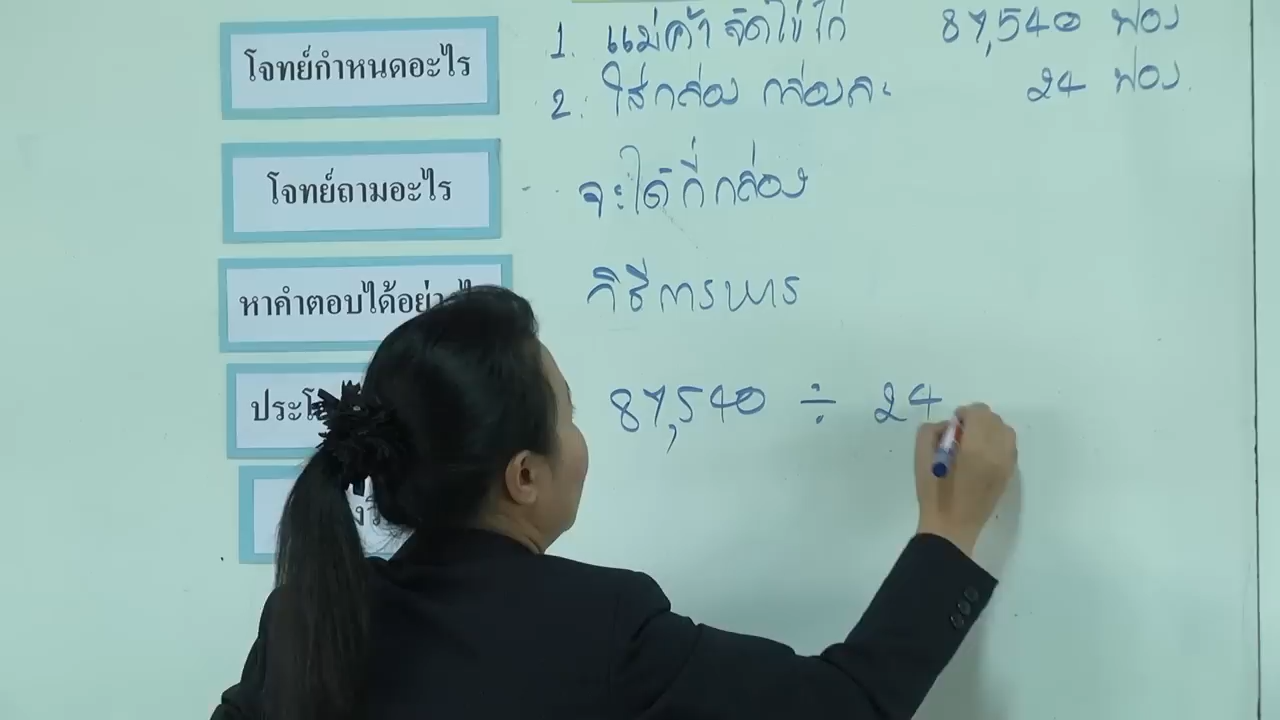 โจทย์กำหนดอะไร
1. แม่ค้าจัดไข่ไก่ 87,540 ฟอง
2. ใส่กล่อง กล่องละ 24 ฟอง
โจทย์ถามอะไร
จะได้กี่กล่อง
หาคำตอบได้อย่างไร
วิธีการหาร
ประโ
87,540 ÷ 24